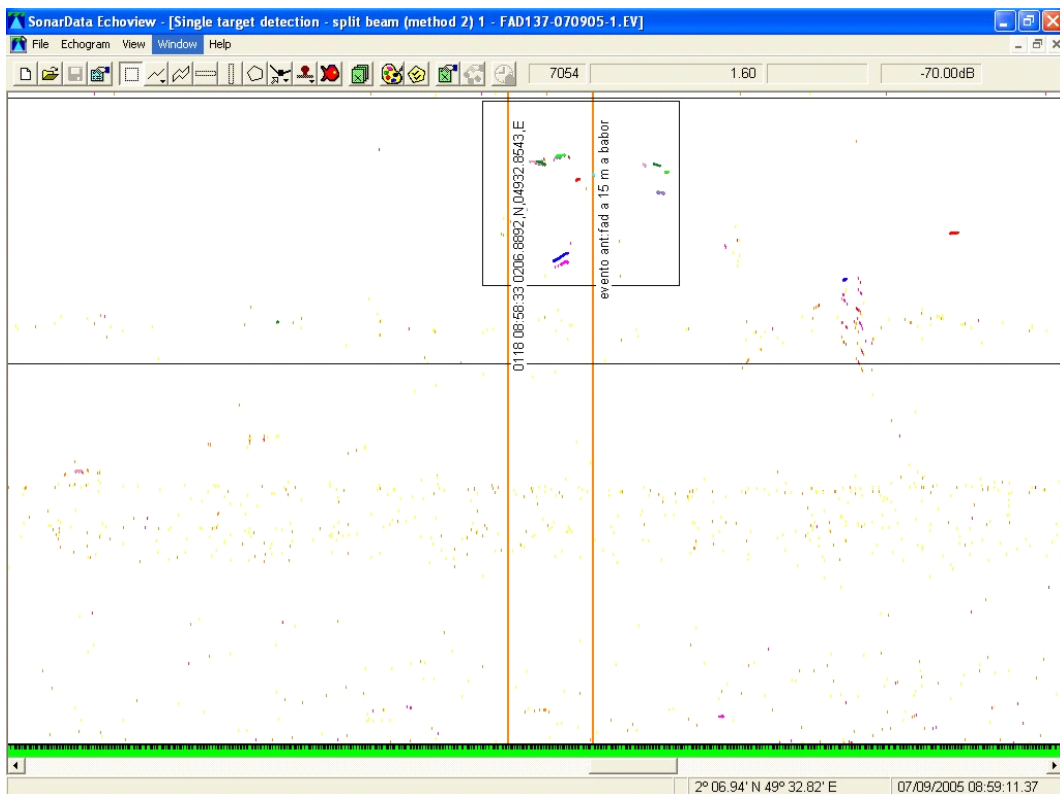 SonarData Echoview - [Single target detection - split beam (method 2) 1 - FAD137-070905-1.EV]
File Echogram View Window Help
7054 1.60 -70.00dB
0118 08:58:33 0206.8892,N,04932.8543,E
evento ant:fad a 15 m a babor
2º 06.94' N 49º 32.82' E 07/09/2005 08:59:11.37